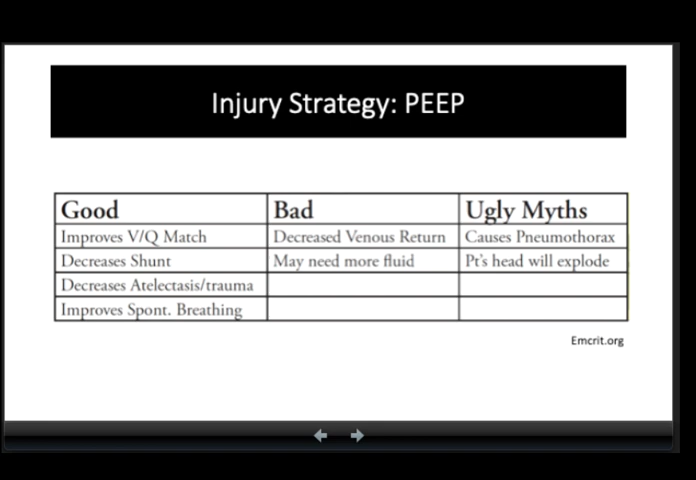 Injury Strategy: PEEP
Good Bad Ugly Myths
Improves V/Q Match Decreased Venous Return Causes Pneumothorax
Decreases Shunt May need more fluid Pt's head will explode
Decreases Atelectasis/trauma
Improves Spont. Breathing
Emcrit.org